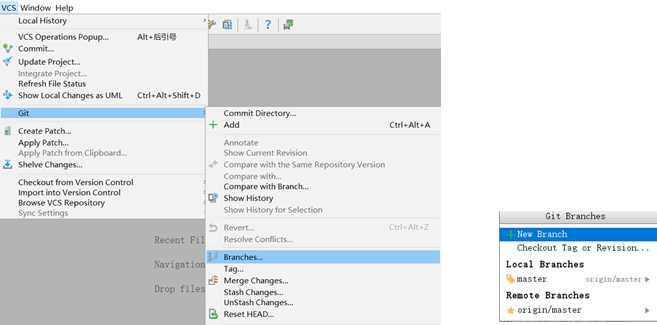 VCS Window Help
Local History
VCS Operations Popup... Alt+后引号
Commit...
Update Project...
Integrate Project...
Refresh File Status
Show Local Changes as UML Ctrl+Alt+Shift+D
Git
Create Patch...
Apply Patch...
Apply Patch from Clipboard...
Shelve Changes...
Checkout from Version Control
Import into Version Control
Browse VCS Repository
Sync Settings
Commit Directory...
Add Ctrl+Alt+A
Annotate
Show Current Revision
Compare with the Same Repository Version
Compare with...
Compare with Branch...
Show History
Show History for Selection
Revert... Ctrl+Alt+Z
Resolve Conflicts...
Branches...
Tag...
Merge Changes...
Stash Changes...
UnStash Changes...
Reset HEAD...
Recent Fil
Navigation
Drop files
Git Branches
New Branch
Checkout Tag or Revision...
Local Branches
master origin/master
Remote Branches
origin/master